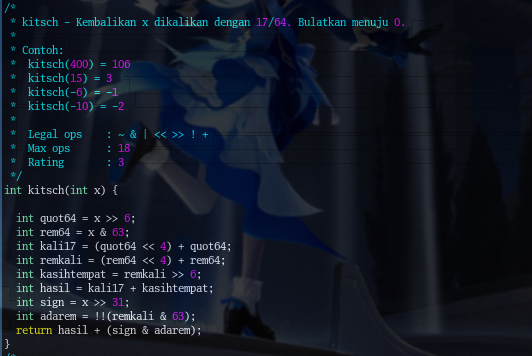 /*
 * kitsch - Kembalikan x dikalikan dengan 17/64. Bulatkan menuju 0.
 *
 * Contoh:
 *  kitsch(400) = 106
 *  kitsch(15) = 3
 *  kitsch(-6) = -1
 *  kitsch(-10) = -2
 *
 *  Legal ops    : ~ & | << >> ! +
 *  Max ops      : 18
 *  Rating       : 3
 */
int kitsch(int x) {
  int quot64 = x >> 6;
  int rem64 = x & 63;
  int kali17 = (quot64 << 4) + quot64;
  int remkali = (rem64 << 4) + rem64;
  int kasihtempat = remkali >> 6;
  int hasil = kali17 + kasihtempat;
  int sign = x >> 31;
  int adarem = !!(remkali & 63);
  return hasil + (sign & adarem);
}
/*